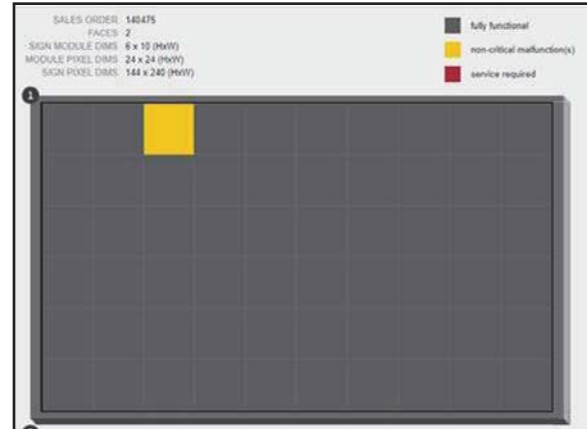 SALES ORDER 140475
FACES 2
SIGN MODULE DIMS 6 x 10 (HxW)
MODULE PIXEL DIMS 24 x 24 (HxW)
SIGN PIXEL DIMS 144 x 240 (HxW)
fully functional
non-critical malfunction(s)
service required
1